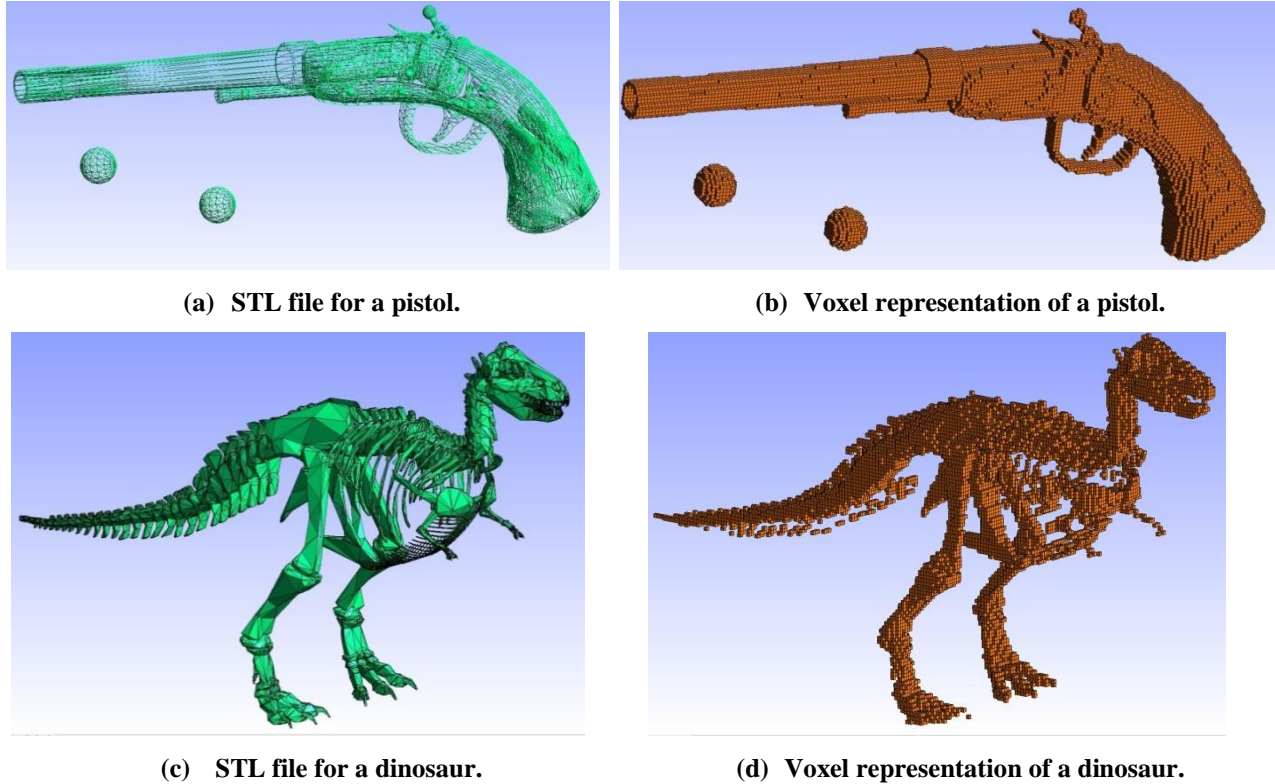 (a) STL file for a pistol.
(b) Voxel representation of a pistol.
(c) STL file for a dinosaur.
(d) Voxel representation of a dinosaur.